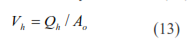 V_h = Q_h / A_o (13)